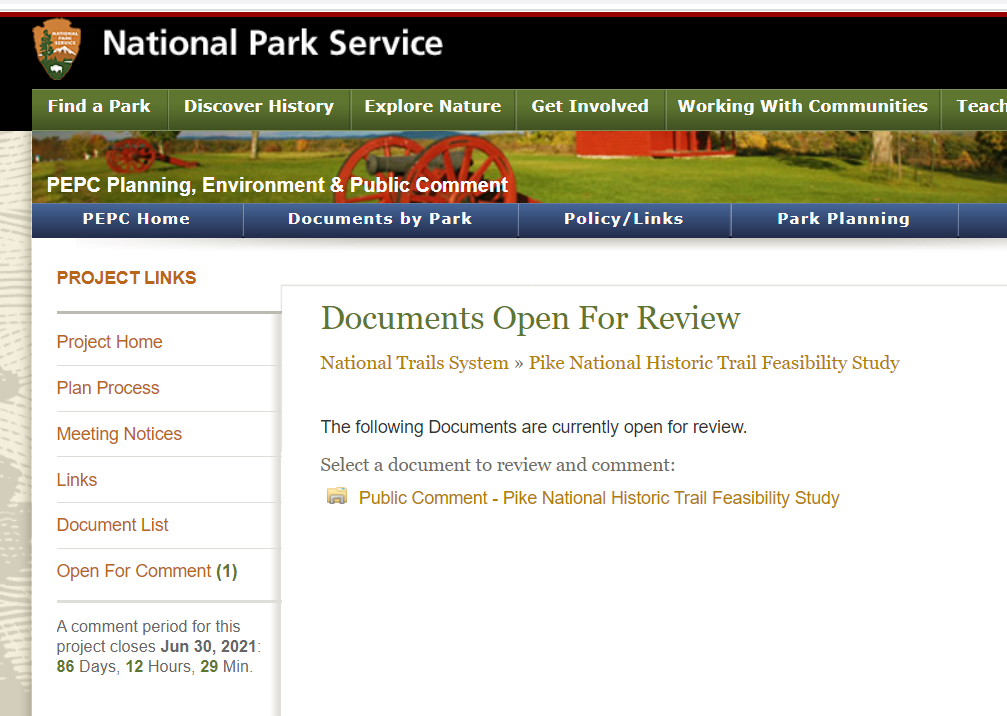 NATIONAL
PARK
SERVICE
National Park Service
Find a Park Discover History Explore Nature Get Involved Working With Communities Teach
PEPC Planning, Environment & Public Comment
PEPC Home Documents by Park Policy/Links Park Planning
PROJECT LINKS
Project Home
Plan Process
Meeting Notices
Links
Document List
Open For Comment (1)
A comment period for this
project closes Jun 30, 2021:
86 Days, 12 Hours, 29 Min.
Documents Open For Review
National Trails System » Pike National Historic Trail Feasibility Study
The following Documents are currently open for review.
Select a document to review and comment:
Public Comment - Pike National Historic Trail Feasibility Study